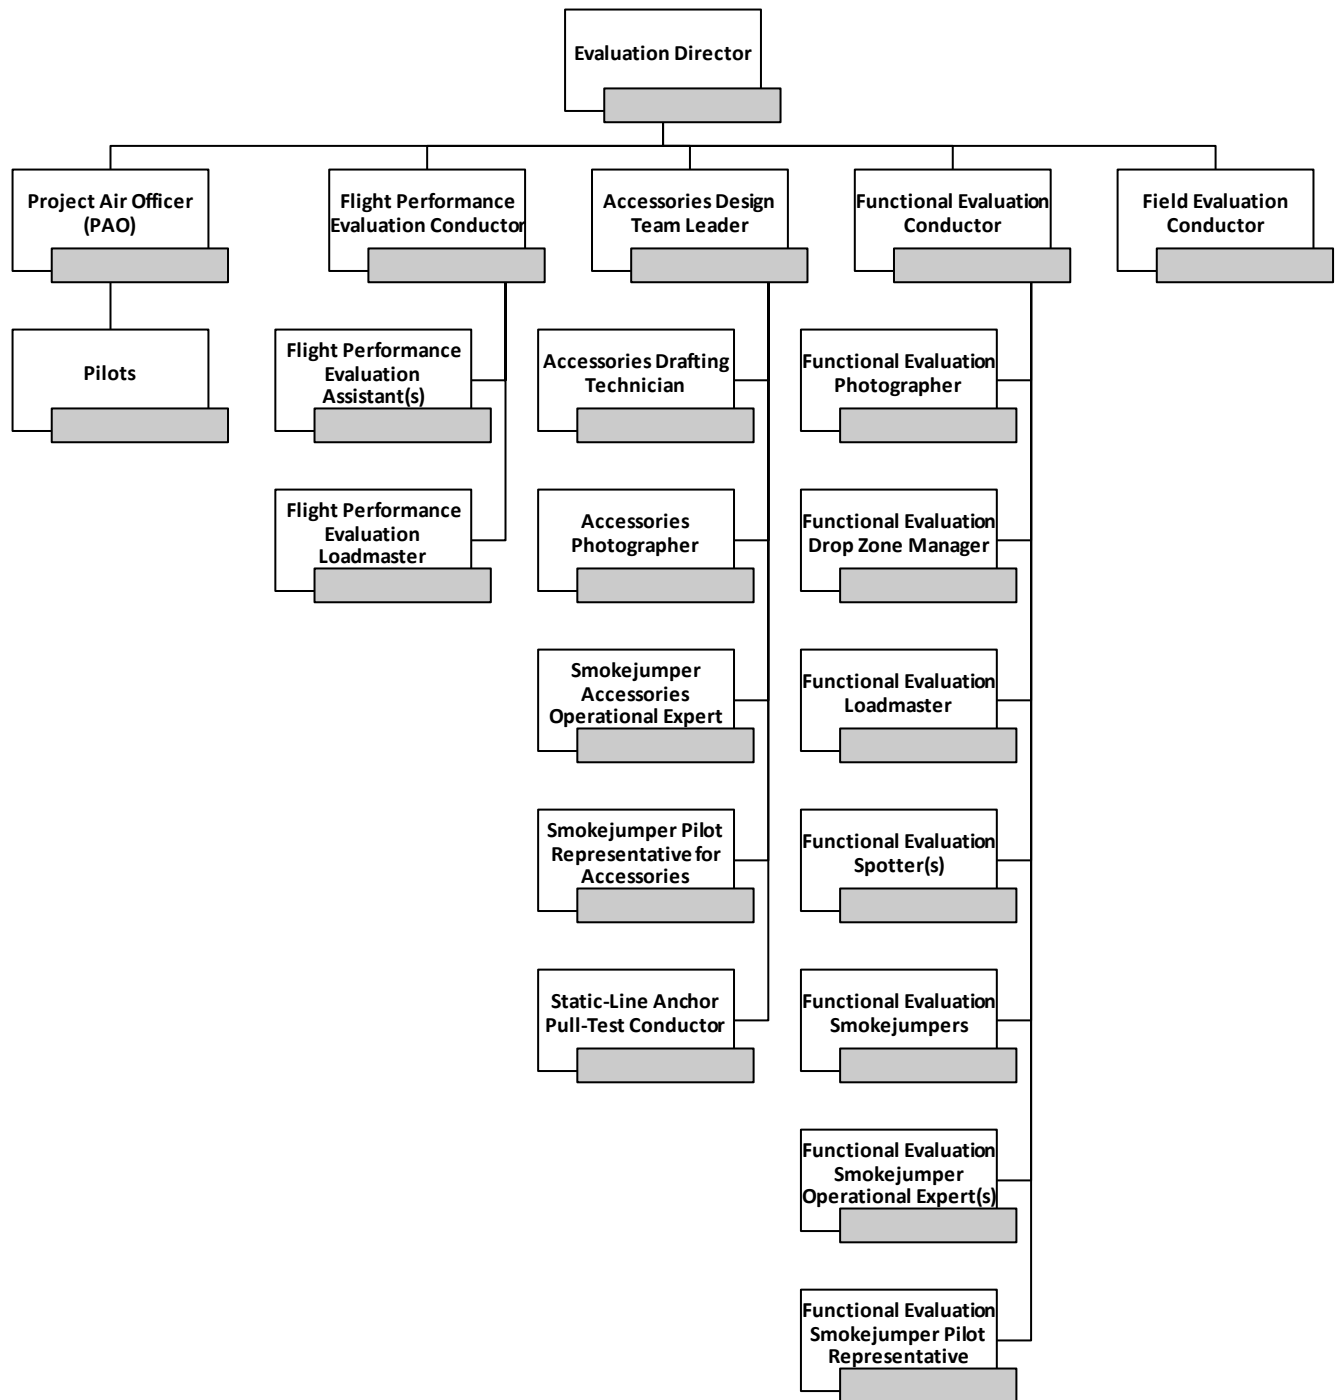 Evaluation Director
Project Air Officer
(PAO)
Flight Performance
Evaluation Conductor
Accessories Design
Team Leader
Functional Evaluation
Conductor
Field Evaluation
Conductor
Pilots
Flight Performance
Evaluation
Assistant(s)
Accessories Drafting
Technician
Functional Evaluation
Photographer
Flight Performance
Evaluation
Loadmaster
Accessories
Photographer
Functional Evaluation
Drop Zone Manager
Smokejumper
Accessories
Operational Expert
Functional Evaluation
Loadmaster
Smokejumper Pilot
Representative for
Accessories
Functional Evaluation
Spotter(s)
Static-Line Anchor
Pull-Test Conductor
Functional Evaluation
Smokejumpers
Functional Evaluation
Smokejumper
Operational Expert(s)
Functional Evaluation
Smokejumper Pilot
Representative